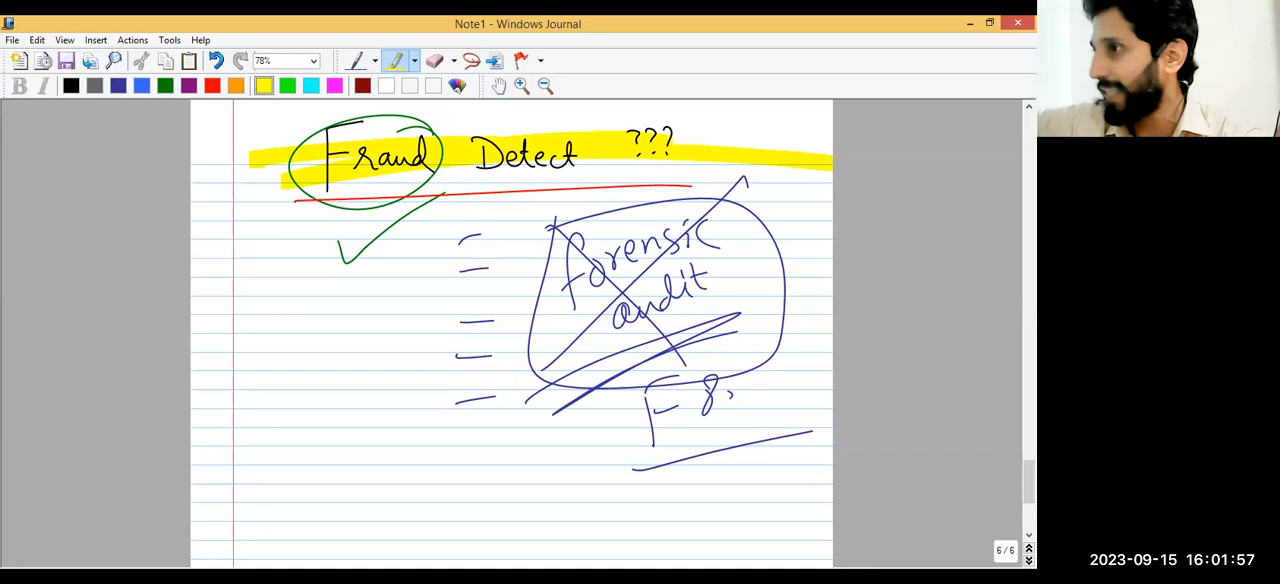 Note1 - Windows Journal
File Edit View Insert Actions Tools Help
78%
B I
Fraud Detect ???
forensic
audit
F8,
6 / 6
2023-09-15 16:01:57